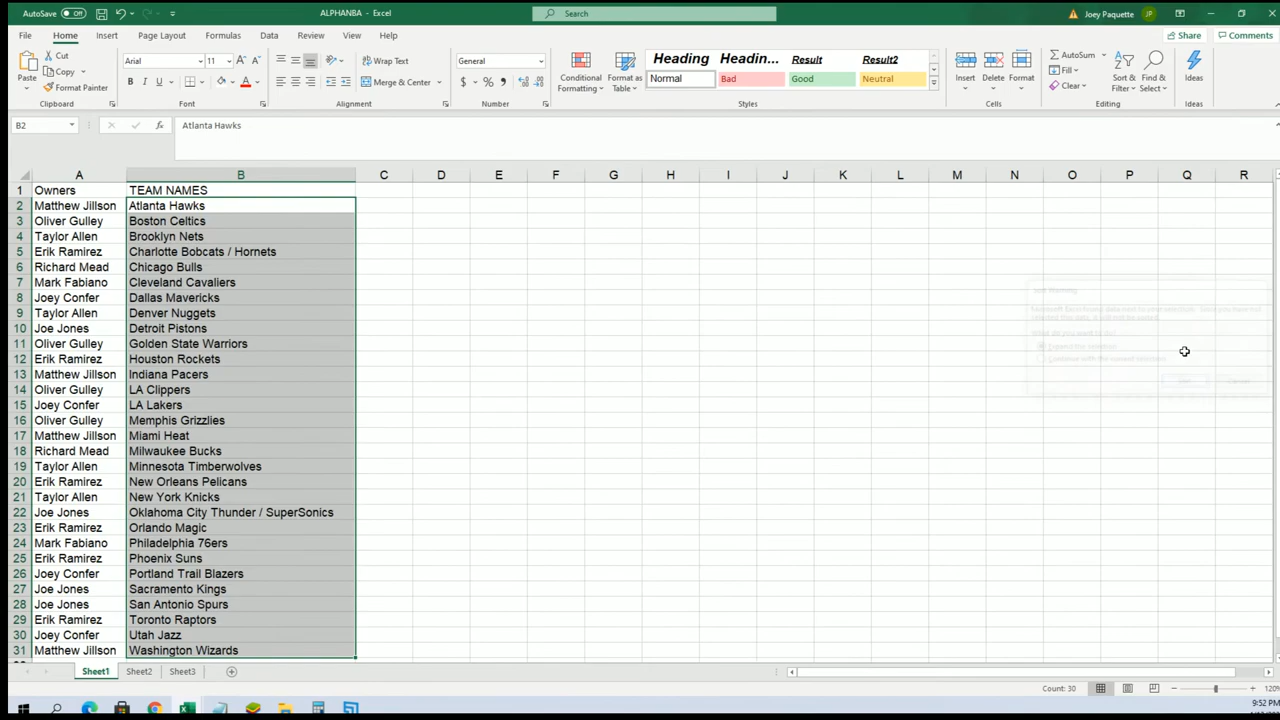 AutoSave Off ALPHANBA - Excel Search Joey Paquette JP
File Home Insert Page Layout Formulas Data Review View Help Share Comments
Paste Cut Copy Format Painter Arial 11 Wrap Text General Conditional Formatting Format as Table Heading Headin... Result Result2 Insert Delete Format AutoSum Sort & Filter Find & Select Ideas
B I U Merge & Center $ % Normal Bad Good Neutral Fill Clear
Clipboard Font Alignment Number Styles Cells Editing Ideas
B2 fx Atlanta Hawks
A B C D E F G H I J K L M N O P Q R
1 Owners TEAM NAMES
2 Matthew Jillson Atlanta Hawks
3 Oliver Gulley Boston Celtics
4 Taylor Allen Brooklyn Nets
5 Erik Ramirez Charlotte Bobcats / Hornets
6 Richard Mead Chicago Bulls
7 Mark Fabiano Cleveland Cavaliers
8 Joey Confer Dallas Mavericks
9 Taylor Allen Denver Nuggets
10 Joe Jones Detroit Pistons
11 Oliver Gulley Golden State Warriors
12 Erik Ramirez Houston Rockets
13 Matthew Jillson Indiana Pacers
14 Oliver Gulley LA Clippers
15 Joey Confer LA Lakers
16 Oliver Gulley Memphis Grizzlies
17 Matthew Jillson Miami Heat
18 Richard Mead Milwaukee Bucks
19 Taylor Allen Minnesota Timberwolves
20 Erik Ramirez New Orleans Pelicans
21 Taylor Allen New York Knicks
22 Joe Jones Oklahoma City Thunder / SuperSonics
23 Erik Ramirez Orlando Magic
24 Mark Fabiano Philadelphia 76ers
25 Erik Ramirez Phoenix Suns
26 Joey Confer Portland Trail Blazers
27 Joe Jones Sacramento Kings
28 Joe Jones San Antonio Spurs
29 Erik Ramirez Toronto Raptors
30 Joey Confer Utah Jazz
31 Matthew Jillson Washington Wizards
Sheet1 Sheet2 Sheet3
Count: 30 120%
9:52 PM